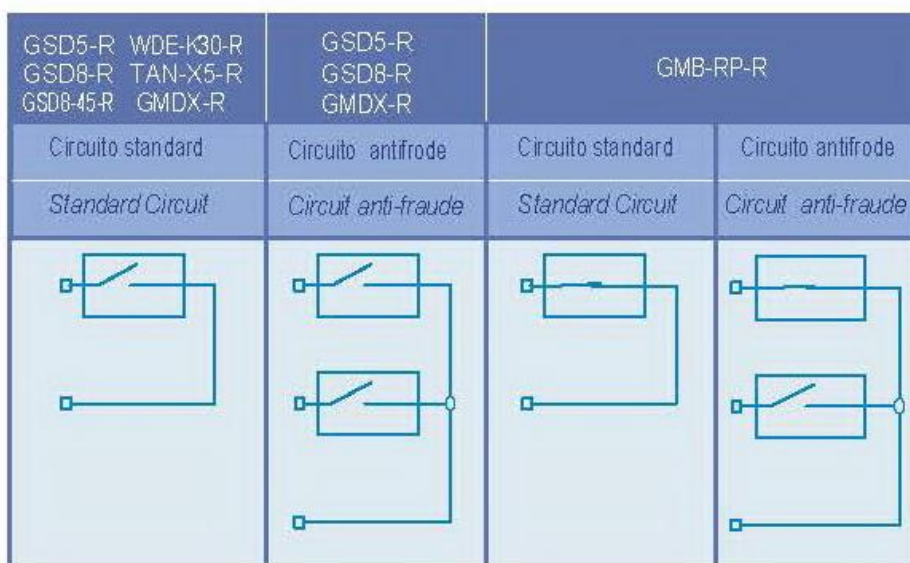 GSD5-R WDE-K30-R
GSD8-R TAN-X5-R
GSD8-45-R GMDX-R
GSD5-R
GSD8-R
GMDX-R
GMB-RP-R
Circuito standard
Circuito antifrode
Circuito standard
Circuito antifrode
Standard Circuit
Circuit anti-fraude
Standard Circuit
Circuit anti-fraude